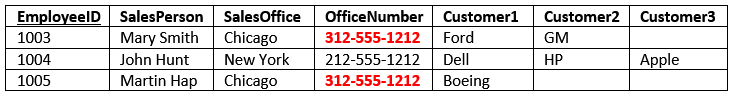 EmployeeID SalesPerson SalesOffice OfficeNumber Customer1 Customer2 Customer3
1003 Mary Smith Chicago 312-555-1212 Ford GM
1004 John Hunt New York 212-555-1212 Dell HP Apple
1005 Martin Hap Chicago 312-555-1212 Boeing